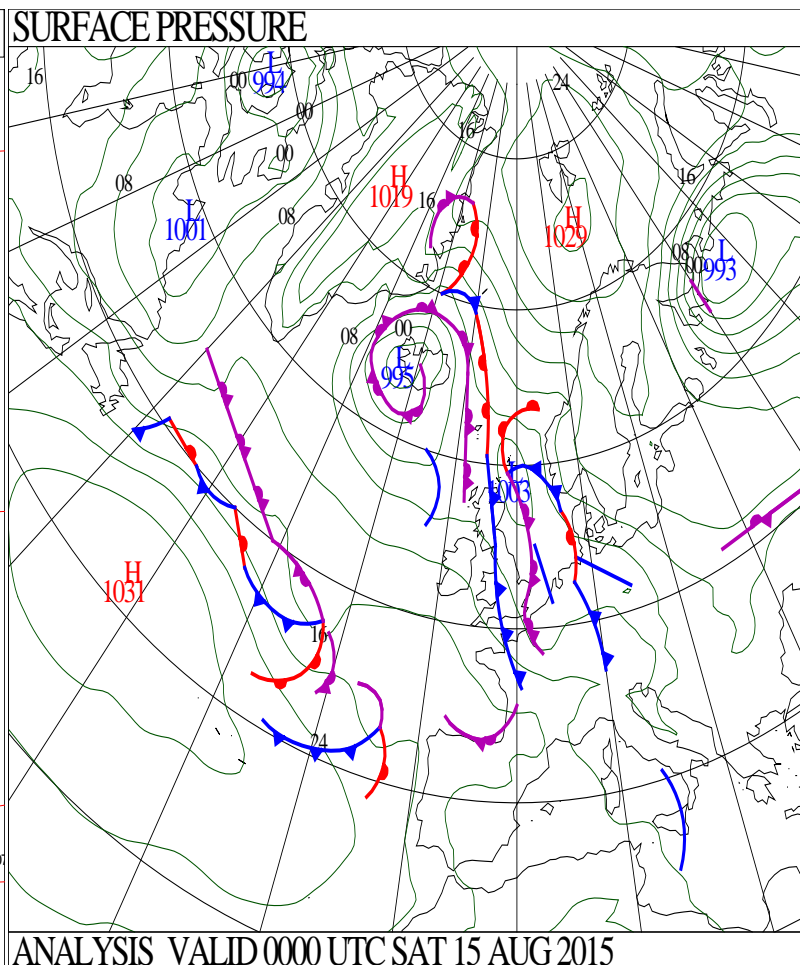 SURFACE PRESSURE
16
L
994
00
24
00
16
00
08
H
1019
16
16
L
1001
08
H
1029
08
L
993
00
00
08
L
995
L
1003
H
1031
16
24
ANALYSIS VALID 0000 UTC SAT 15 AUG 2015